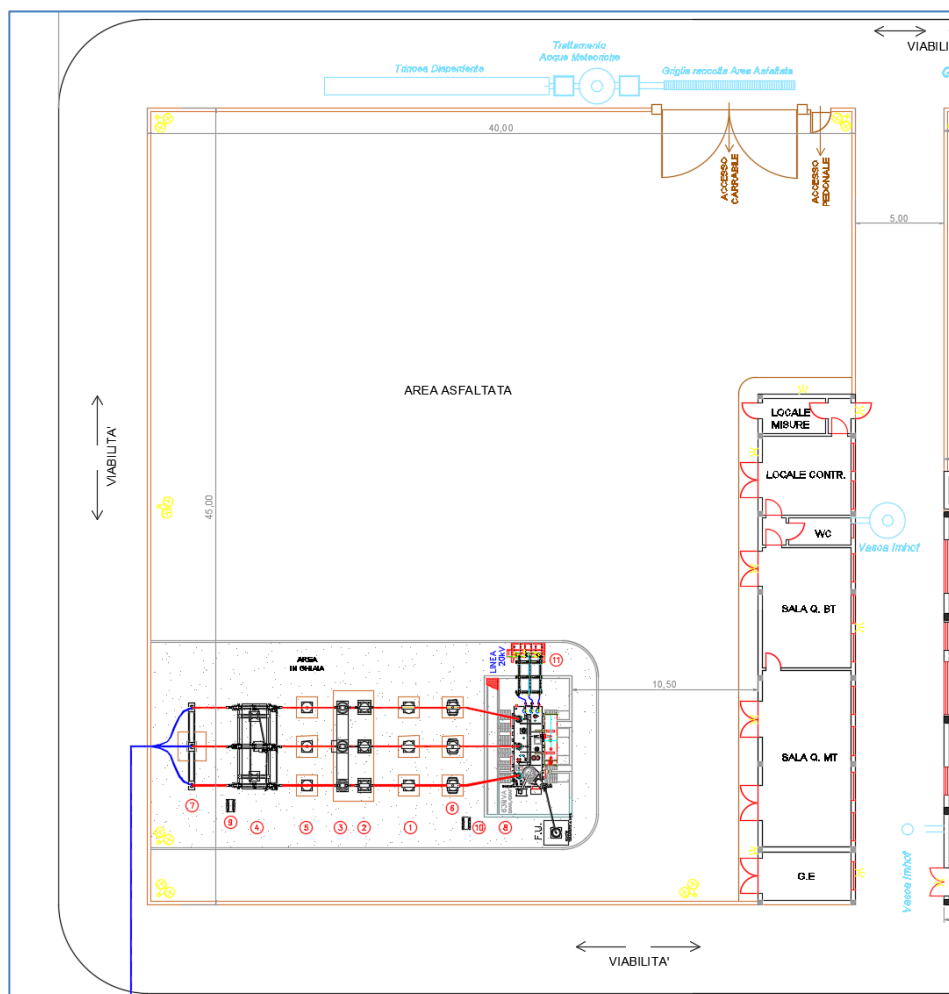 VIABILI
Trattamento
Acque Meteoriche
Trincea Disperdente
Griglia raccolta Area Asfaltata
G
40,00
ACCESSO
CARRABILE
ACCESSO
PEDONALE
5,00
AREA ASFALTATA
LOCALE
MISURE
VIABILITA'
LOCALE CONTR.
45,00
WC
Vasca Imhof
SALA Q. BT
AREA
IN GHIAIA
LINEA
20kV
11
10,50
SALA Q. MT
7
9
4
5
3
2
1
6
10
8
F.U.
G.E
Vasca Imhof
VIABILITA'